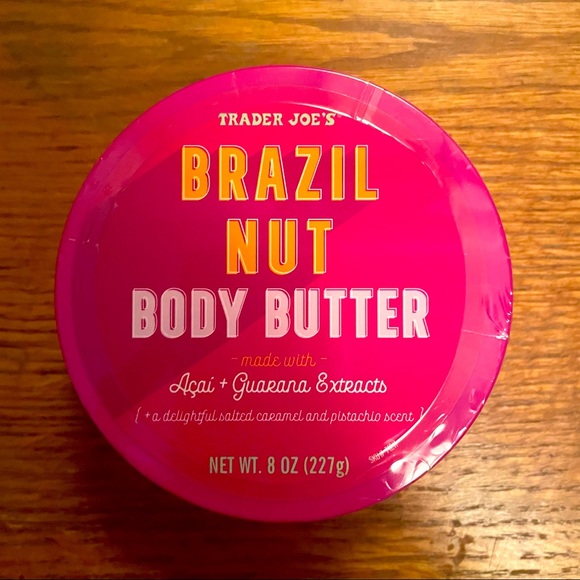 TRADER JOE'S
BRAZIL
NUT
BODY BUTTER
- made with -
Açaí + Guarana Extracts
{ + a delightful salted caramel and pistachio scent }
NET WT. 8 OZ (227g)